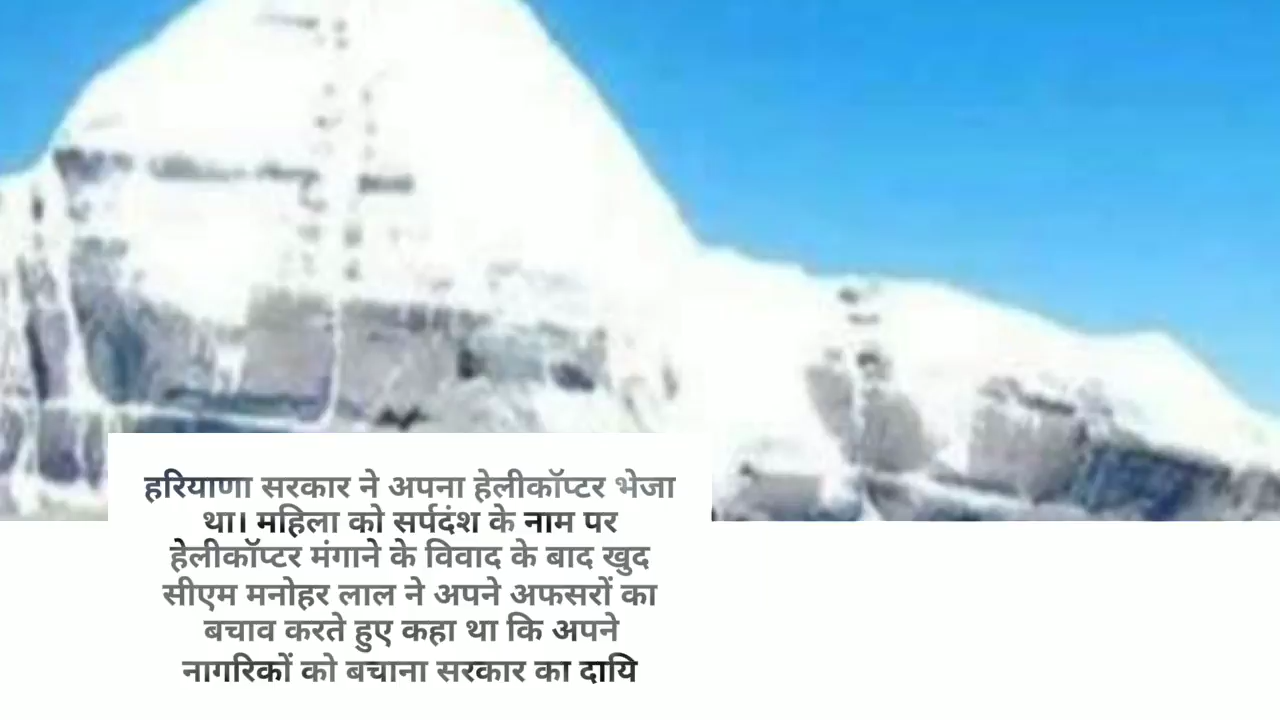 हरियाणा सरकार ने अपना हेलीकॉप्टर भेजा
था। महिला को सर्पदंश के नाम पर
हेलीकॉप्टर मंगाने के विवाद के बाद खुद
सीएम मनोहर लाल ने अपने अफसरों का
बचाव करते हुए कहा था कि अपने
नागरिकों को बचाना सरकार का दायि